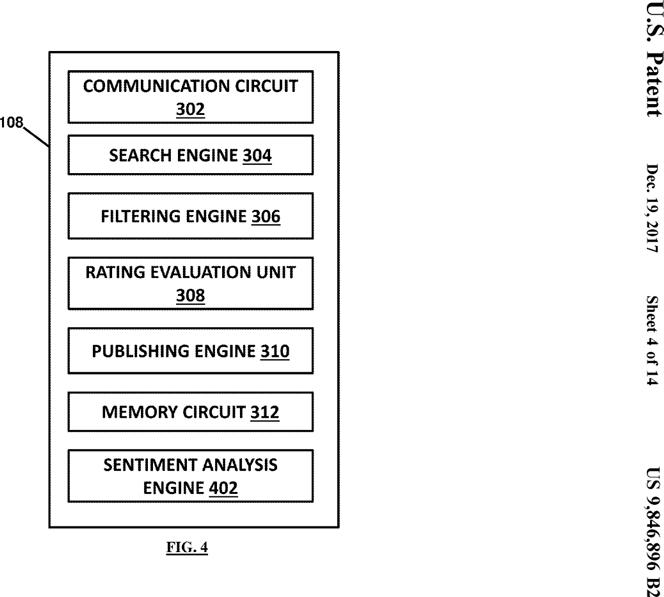 U.S. Patent
Dec. 19, 2017
Sheet 4 of 14
US 9,846,896 B2
108
COMMUNICATION CIRCUIT
302
SEARCH ENGINE 304
FILTERING ENGINE 306
RATING EVALUATION UNIT
308
PUBLISHING ENGINE 310
MEMORY CIRCUIT 312
SENTIMENT ANALYSIS
ENGINE 402
FIG. 4